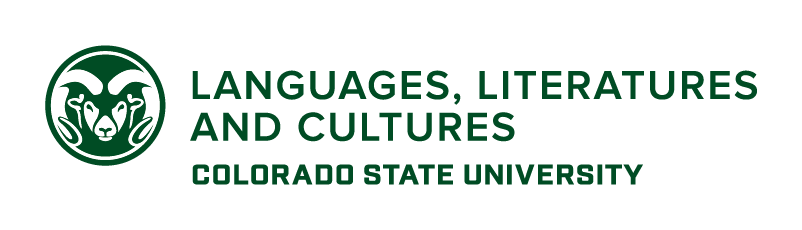 LANGUAGES, LITERATURES
AND CULTURES
COLORADO STATE UNIVERSITY